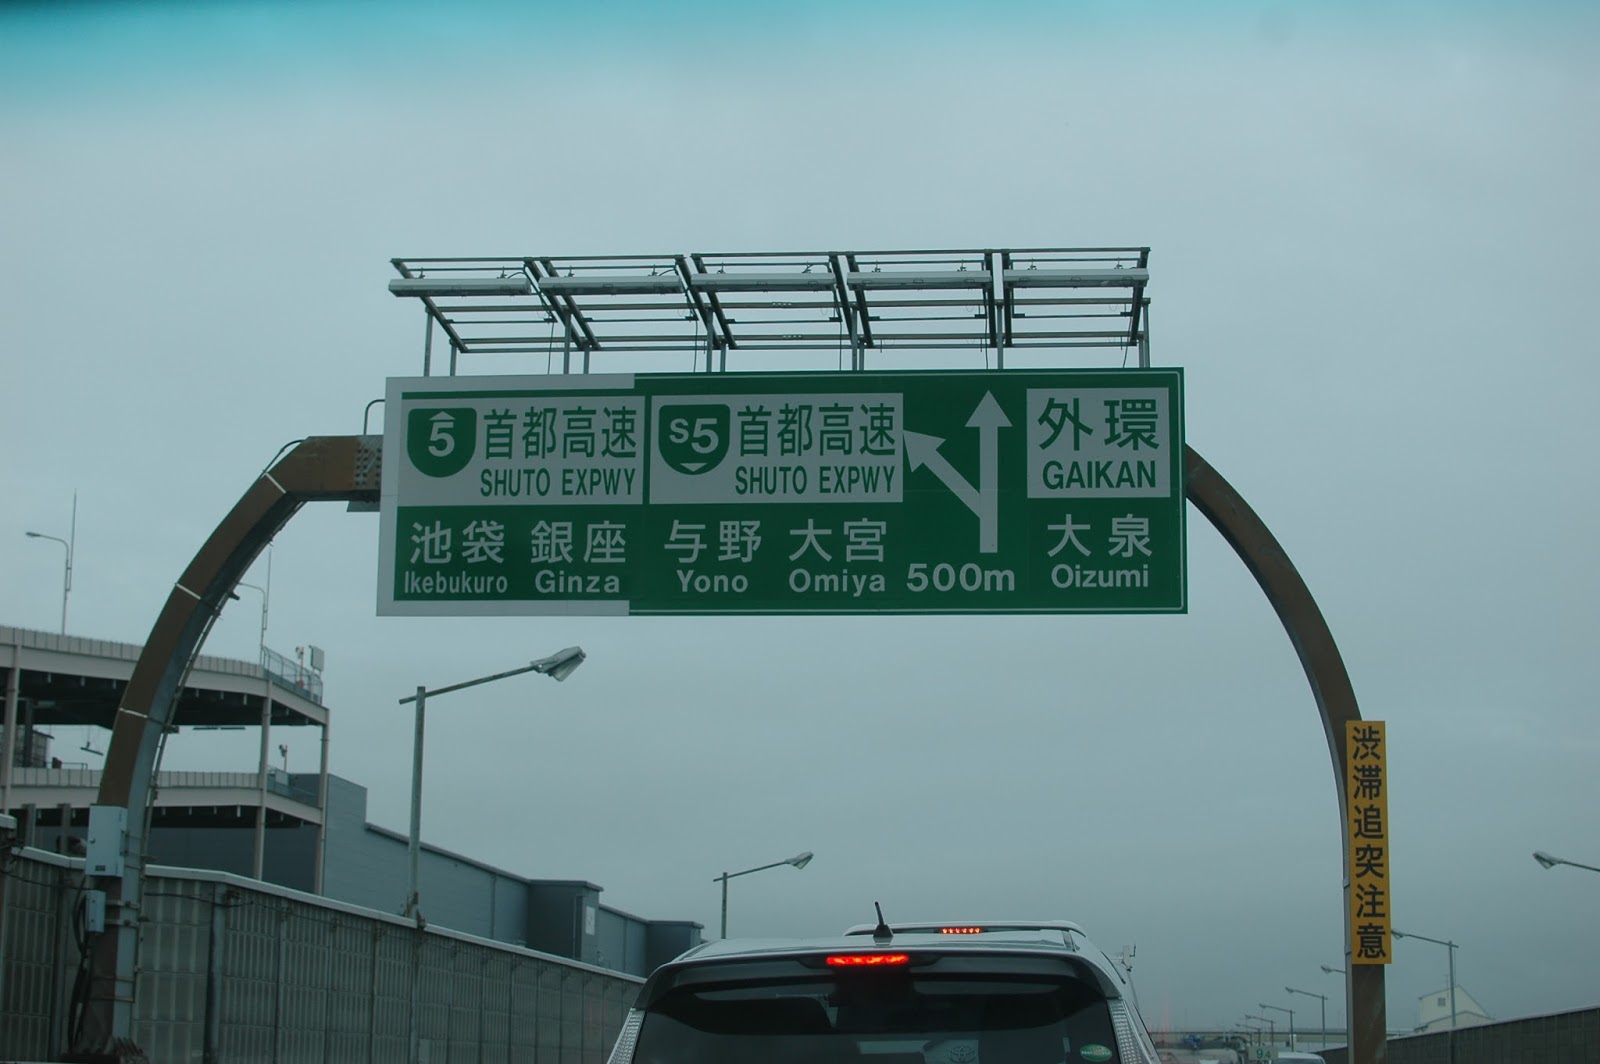 5 首都高速
SHUTO EXPWY
池袋 銀座
Ikebukuro Ginza
S5 首都高速
SHUTO EXPWY
与野 大宮
Yono Omiya
500m
外環
GAIKAN
大泉
Oizumi
渋滞追突注意